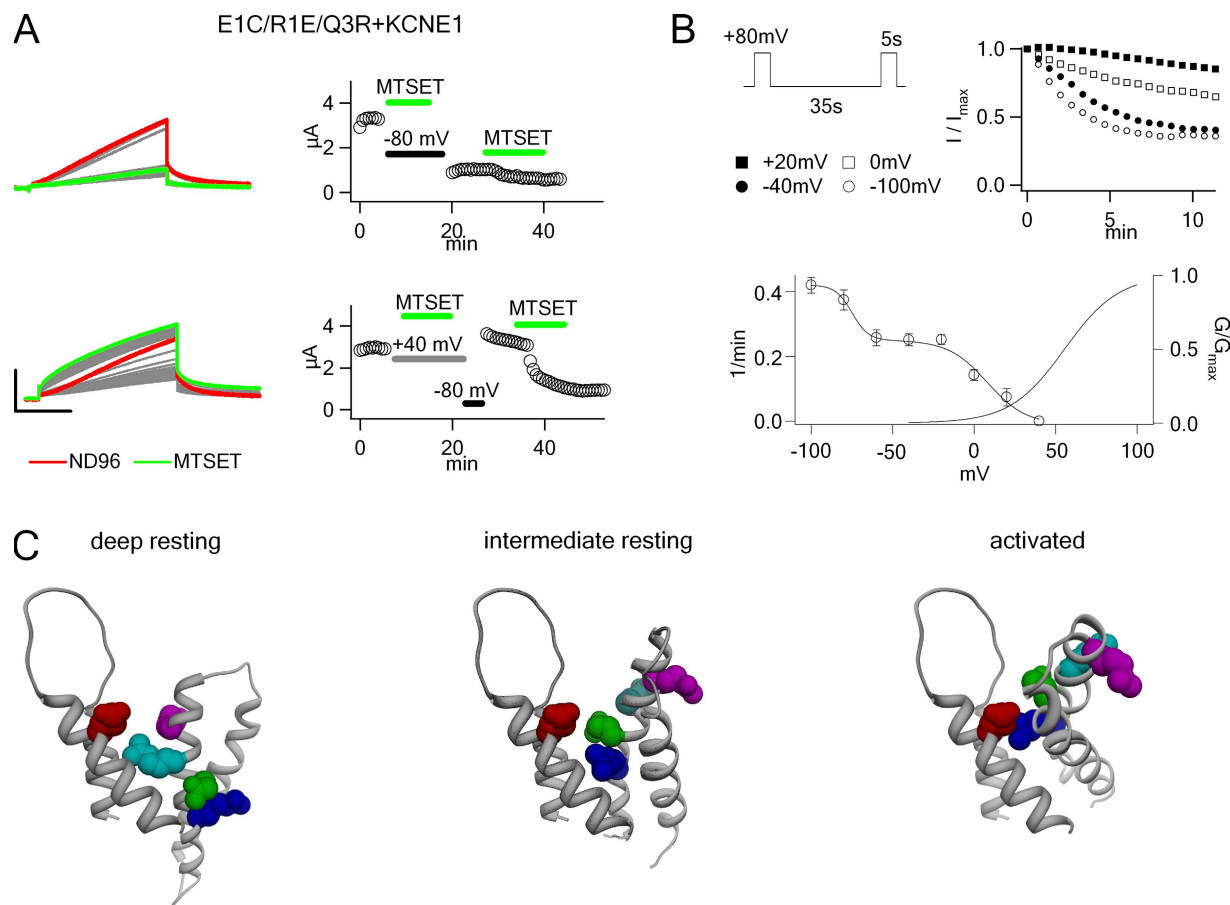 A
E1C/R1E/Q3R+KCNE1
MTSET
-80 mV
MTSET
µA
4
2
0
0
20
40
min
MTSET
+40 mV
-80 mV
MTSET
µA
4
2
0
0
20
40
min
ND96
MTSET
B
+80mV
5s
35s
+20mV
0mV
-40mV
-100mV
I / Imax
1.0
0.5
0.0
0
5
10
min
1/min
0.4
0.2
0.0
-100
-50
0
50
100
mV
1.0
0.5
0.0
G/Gmax
C
deep resting
intermediate resting
activated